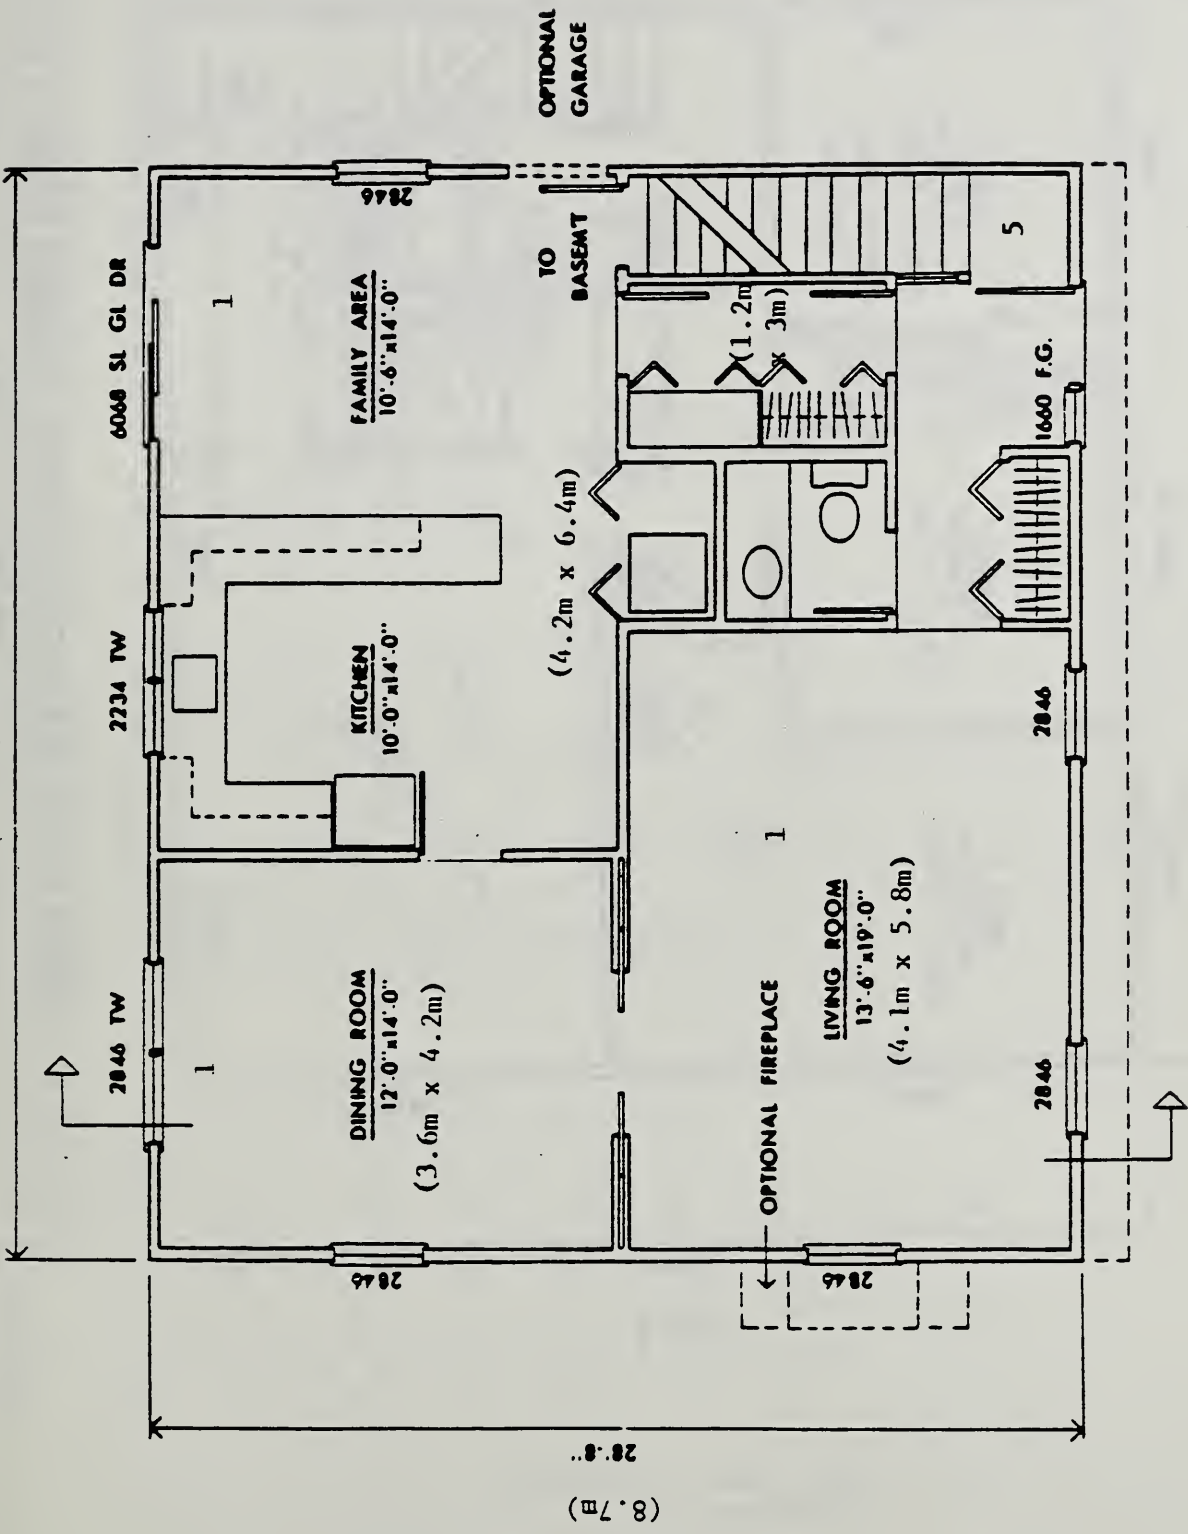 2846 TW
2234 TW
6068 SL GL DR
1
1
DINING ROOM
12'-0"x14'-0"
(3.6m x 4.2m)
KITCHEN
10'-0"x14'-0"
FAMILY AREA
10'-6"x14'-0"
(4.2m x 6.4m)
2846
2846
TO
BASEMT
OPTIONAL
GARAGE
(1.2m
x 3m)
OPTIONAL FIREPLACE
2846
LIVING ROOM
13'-6"x19'-0"
(4.1m x 5.8m)
1
5
2846
2846
1660 F.G.
28'-8"
(8.7m)